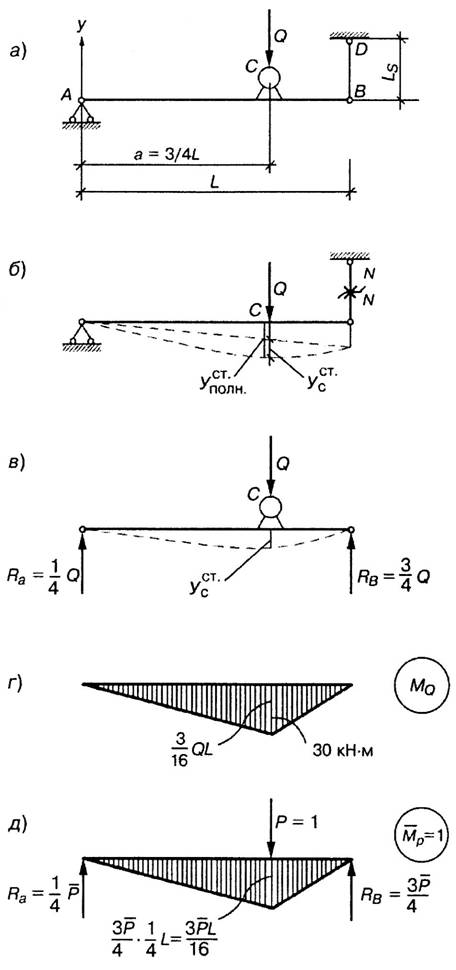 а)
y
Q
C
D
A
B
L_S
a = 3/4L
L
б)
Q
N
C
N
y^ст._полн.
y^ст._c
в)
Q
C
R_a = 1/4 Q
y^ст._c
R_B = 3/4 Q
г)
M_Q
3/16 QL
30 кН·м
д)
P = 1
M̅_p=1
R_a = 1/4 P̅
R_B = 3P̅/4
3P̅/4 · 1/4 L = 3P̅L/16